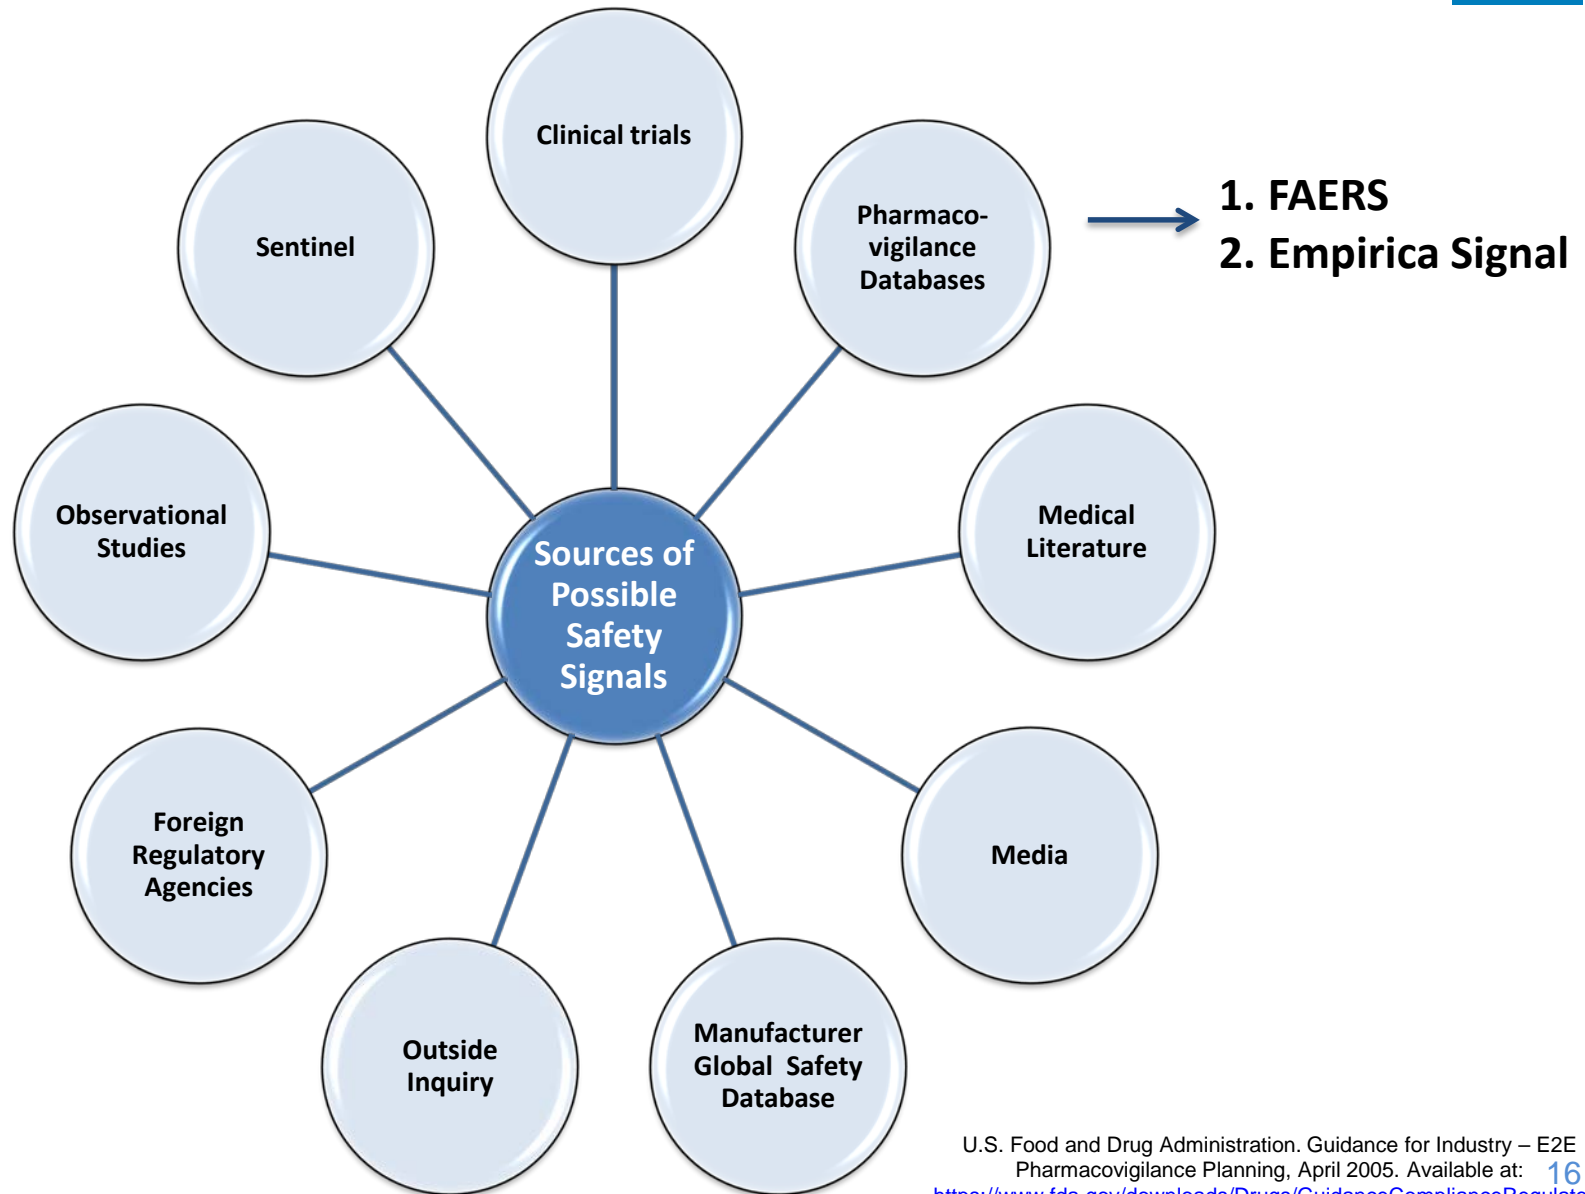 Clinical trials
Pharmaco-
vigilance
Databases
1. FAERS
2. Empirica Signal
Sentinel
Medical
Literature
Observational
Studies
Sources of
Possible
Safety
Signals
Media
Foreign
Regulatory
Agencies
Manufacturer
Global  Safety
Database
Outside
Inquiry
U.S. Food and Drug Administration. Guidance for Industry – E2E
Pharmacovigilance Planning, April 2005. Available at:
16